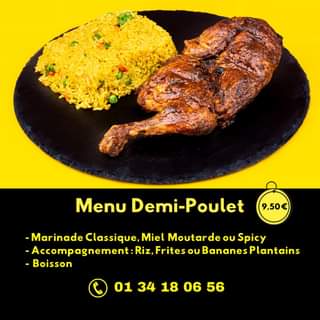 Menu Demi-Poulet 9,50€
- Marinade Classique, Miel Moutarde ou Spicy
- Accompagnement : Riz, Frites ou Bananes Plantains
- Boisson
01 34 18 06 56